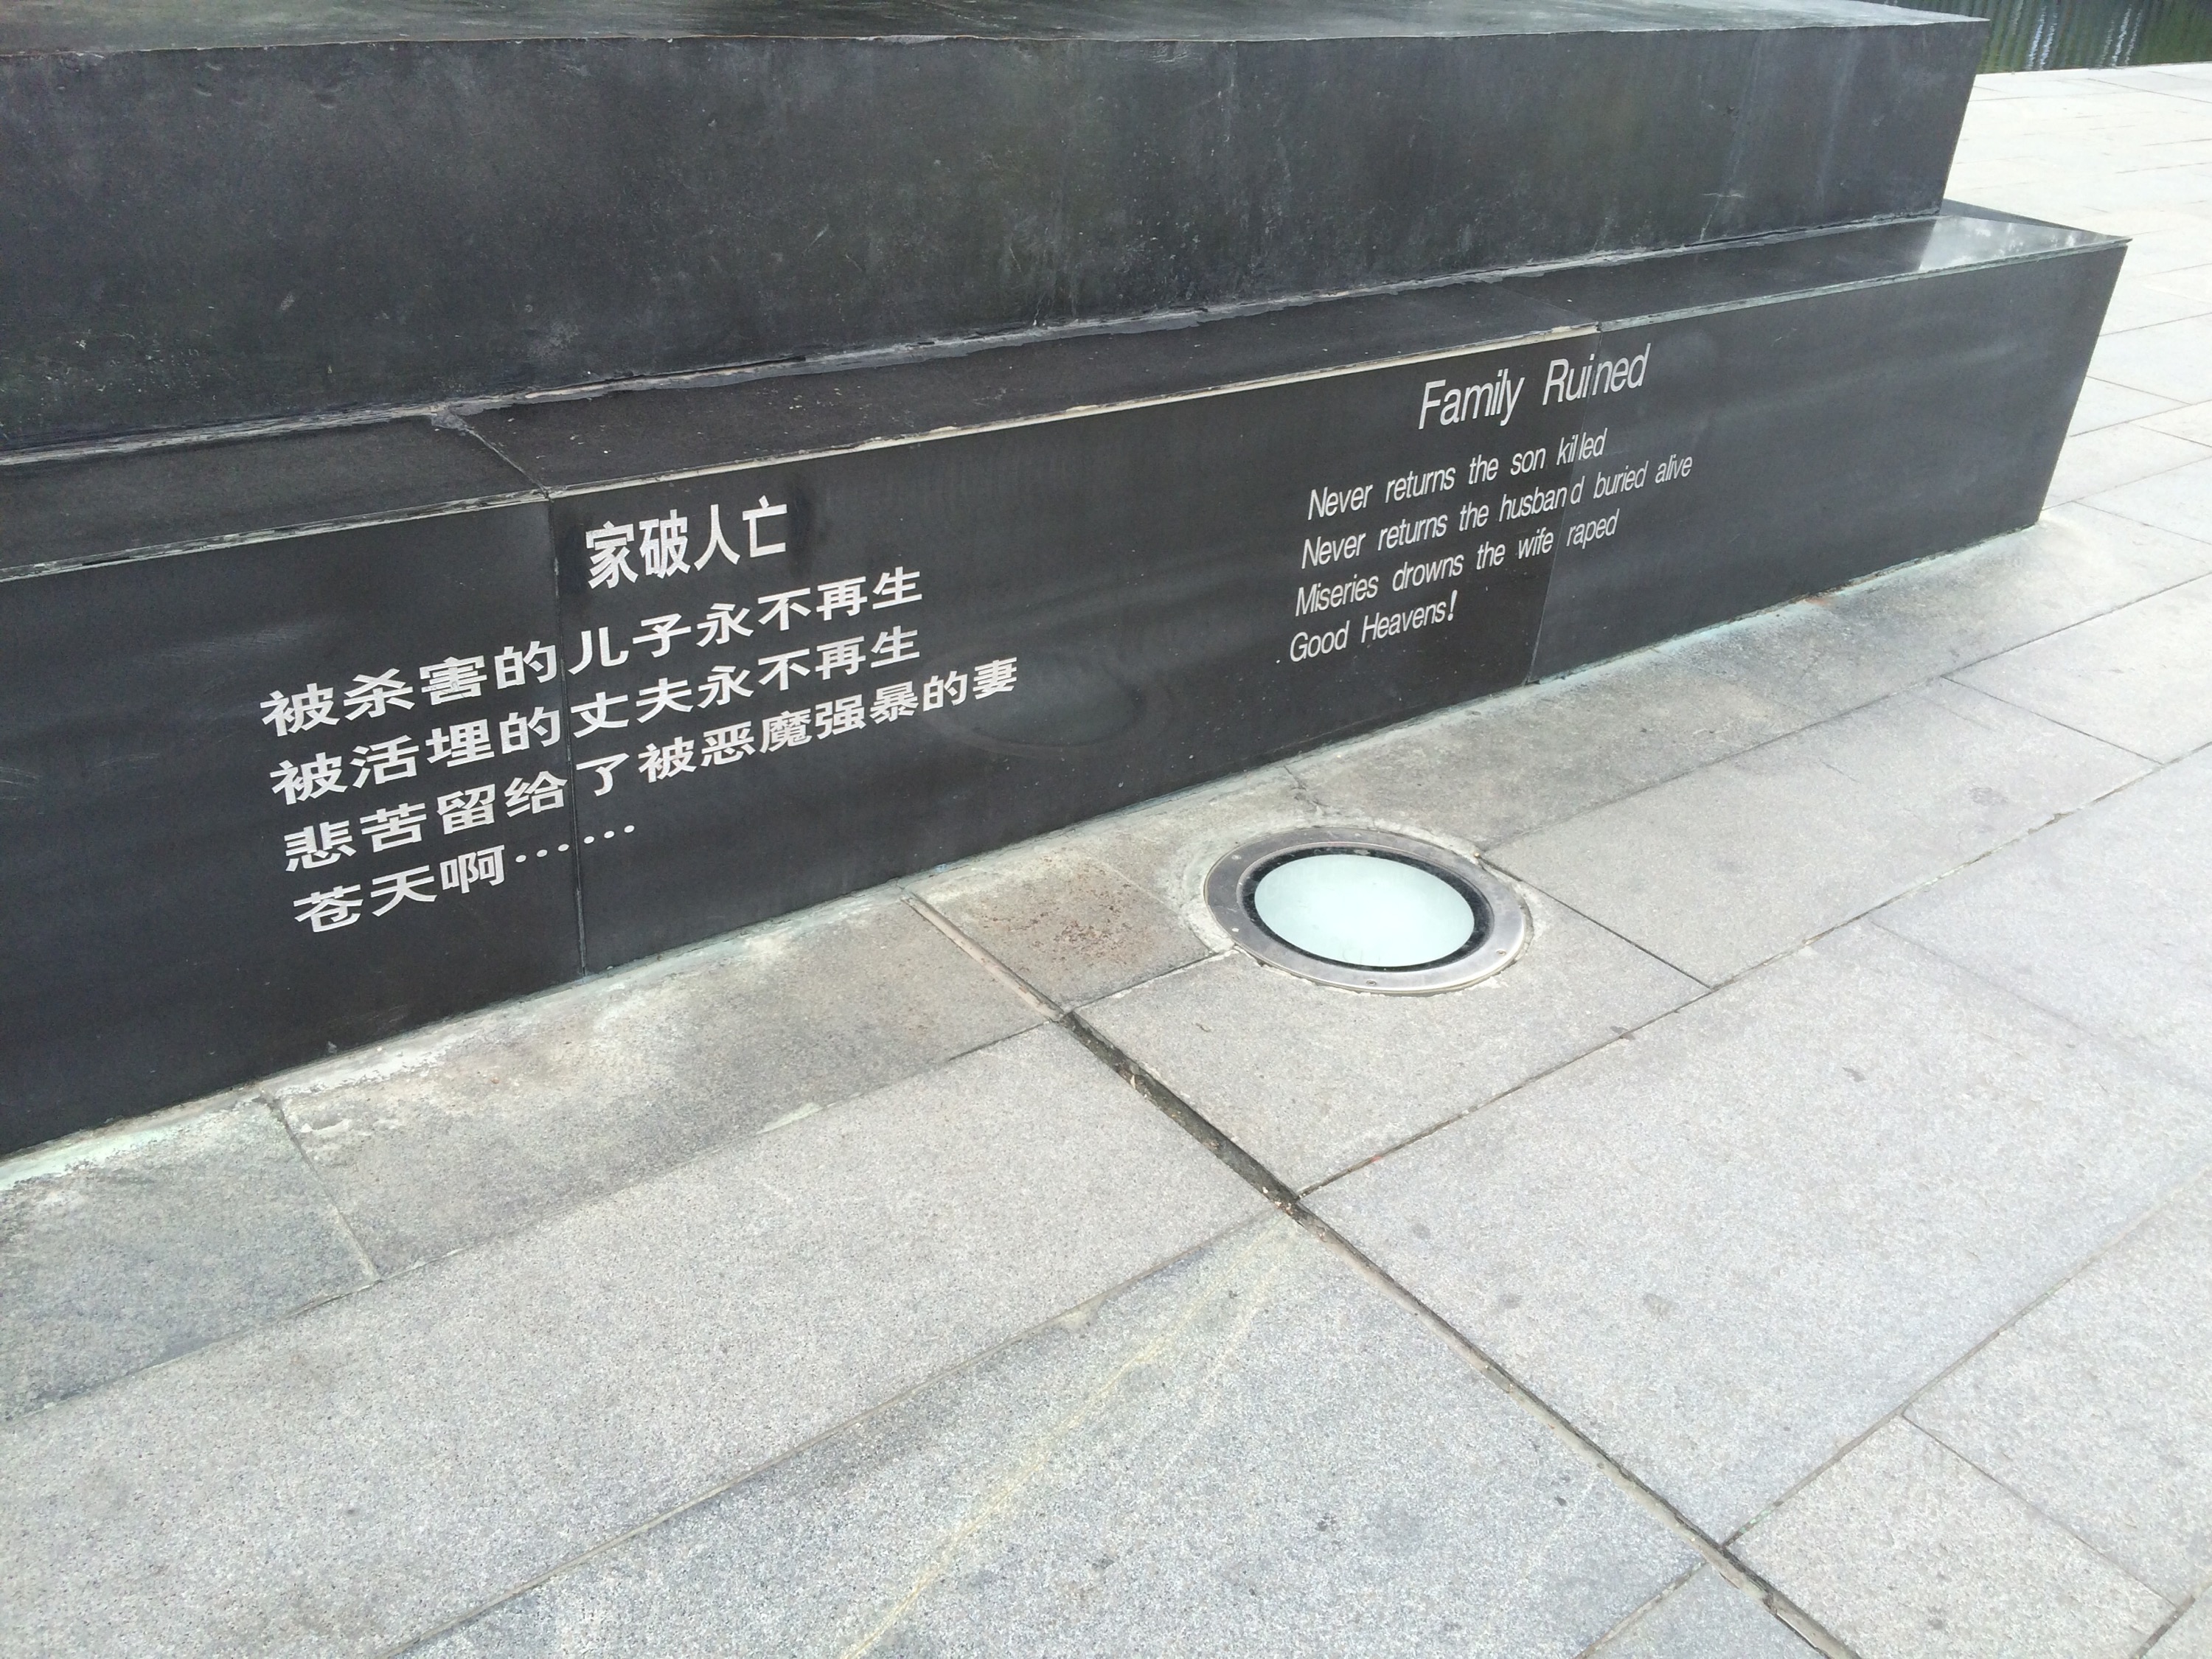 家破人亡
被杀害的儿子永不再生
被活埋的丈夫永不再生
悲苦留给了被恶魔强暴的妻
苍天啊……
Family Ruined
Never returns the son killed
Never returns the husband buried alive
Miseries drowns the wife raped
Good Heavens!